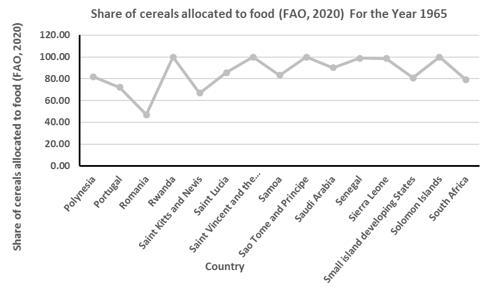 Share of cereals allocated to food (FAO, 2020)  For the Year 1965
Share of cereals allocated to food (FAO, 2020)
120.00
100.00
80.00
60.00
40.00
20.00
0.00
Polynesia
Portugal
Romania
Rwanda
Saint Kitts and Nevis
Saint Lucia
Saint Vincent and the...
Samoa
Sao Tome and Principe
Saudi Arabia
Senegal
Sierra Leone
Small island developing States
Solomon Islands
South Africa
Country